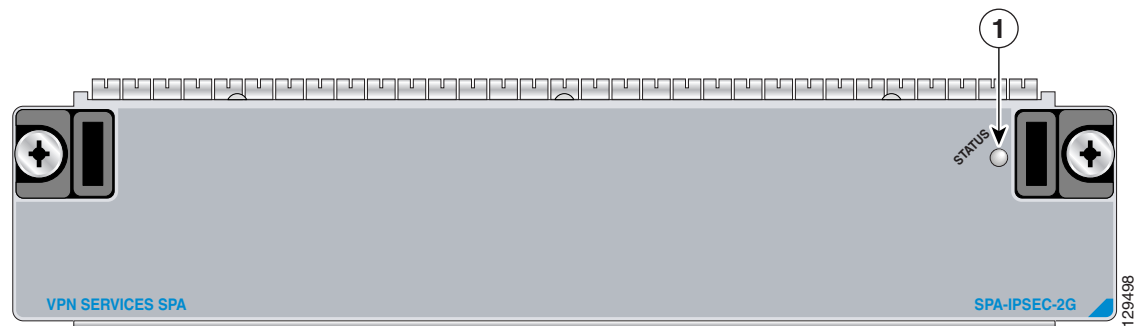 1
STATUS
VPN SERVICES SPA
SPA-IPSEC-2G
129498